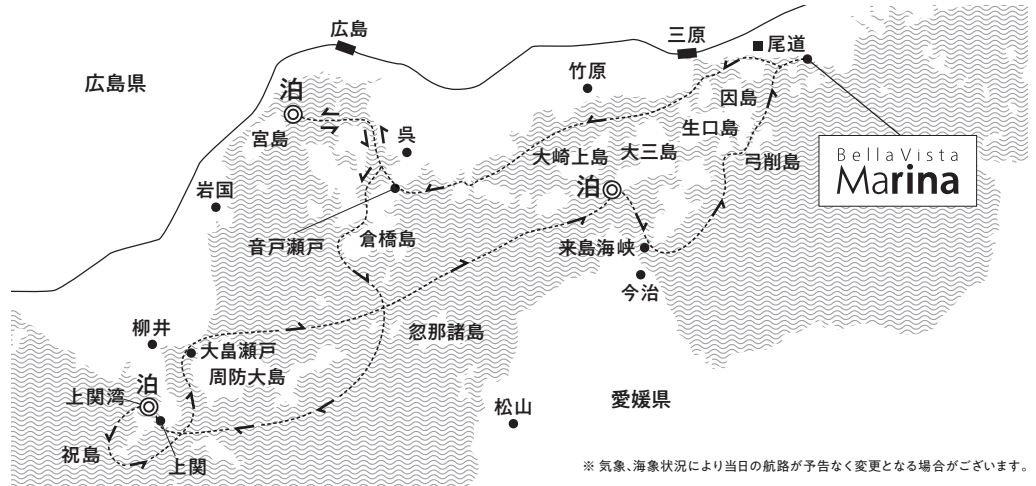 広島
三原
尾道
広島県
竹原
泊
因島
宮島
呉
生口島
大崎上島
大三島
弓削島
BellaVista
Marina
泊
岩国
音戸瀬戸
倉橋島
来島海峡
今治
柳井
忽那諸島
大畠瀬戸
周防大島
泊
上関湾
松山
愛媛県
祝島
上関
※ 気象、海象状況により当日の航路が予告なく変更となる場合がございます。